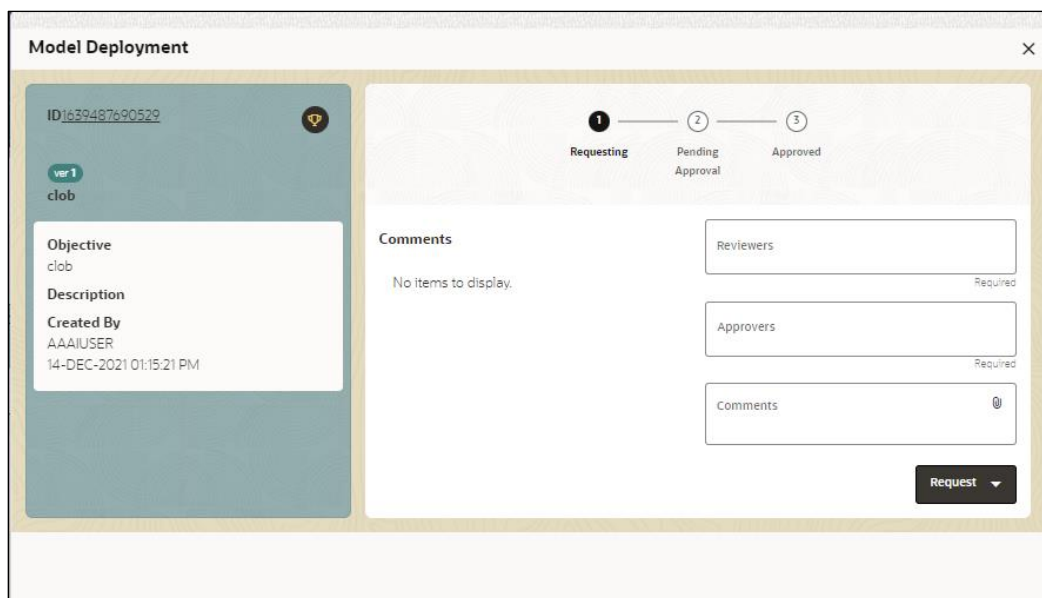 Model Deployment
ID1639487690529
ver 1
clob
Objective
clob
Description
Created By
AAAIUSER
14-DEC-2021 01:15:21 PM
1
2
3
Requesting
Pending
Approval
Approved
Comments
No items to display.
Reviewers
Required
Approvers
Required
Comments
Request